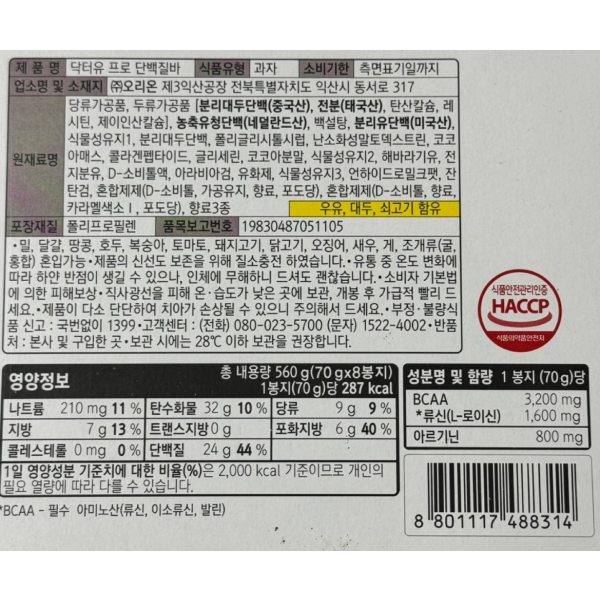 제 품 명 닥터유 프로 단백질바 식품유형 과자 소비기한 측면표기일까지
업소명 및 소재지 ㈜오리온 제3익산공장 전북특별자치도 익산시 동서로 317
원재료명 당류가공품, 두류가공품 [분리대두단백(중국산), 전분(태국산), 탄산칼슘, 레
시틴, 제이인산칼슘], 농축유청단백(네덜란드산), 백설탕, 분리유단백(미국산),
식물성유지1, 분리대두단백, 폴리글리시톨시럽, 난소화성말토덱스트린, 코코
아매스, 콜라겐펩타이드, 글리세린, 코코아분말, 식물성유지2, 해바라기유, 전
지분유, D-소비톨액, 아라비아검, 유화제, 식물성유지3, 언하이드로밀크팻, 잔
탄검, 혼합제제(D-소비톨, 가공유지, 향료, 포도당), 혼합제제(D-소비톨, 향료,
카라멜색소Ⅰ, 포도당), 향료3종 우유, 대두, 쇠고기 함유
포장재질 폴리프로필렌 품목보고번호 19830487051105
•밀, 달걀, 땅콩, 호두, 복숭아, 토마토, 돼지고기, 닭고기, 오징어, 새우, 게, 조개류(굴,
홍합) 혼입가능•제품의 신선도 보존을 위해 질소충전 하였습니다.•유통 중 온도 변화에
따라 하얀 반점이 생길 수 있으나, 인체에 무해하니 드셔도 괜찮습니다.•소비자 기본법
에 의한 피해보상•직사광선을 피해 온·습도가 낮은 곳에 보관, 개봉 후 가급적 빨리 드
세요.•제품이 다소 단단하여 치아가 손상될 수 있으니 주의해서 드세요.•부정·불량식
품 신고 : 국번없이 1399•고객센터 : (전화) 080-023-5700 (문자) 1522-4002•반품
처 : 본사 및 구입한 곳•보관 시에는 28℃ 이하 보관을 권장합니다.
식품안전관리인증
HACCP
식품의약품안전처
영양정보 총 내용량 560 g(70 gx8봉지)
1봉지(70 g)당 287 kcal
나트륨 210 mg 11 % 탄수화물 32 g 10 % 당류 9 g 9 %
지방 7 g 13 % 트랜스지방 0 g 포화지방 6 g 40 %
콜레스테롤 0 mg 0 % 단백질 24 g 44 %
1일 영양성분 기준치에 대한 비율(%)은 2,000 kcal 기준이므로 개인의
필요 열량에 따라 다를 수 있습니다.
*BCAA - 필수 아미노산(류신, 이소류신, 발린)
성분명 및 함량 1 봉지 (70 g)당
BCAA 3,200 mg
*류신(L-로이신) 1,600 mg
아르기닌 800 mg
8 801117 488314